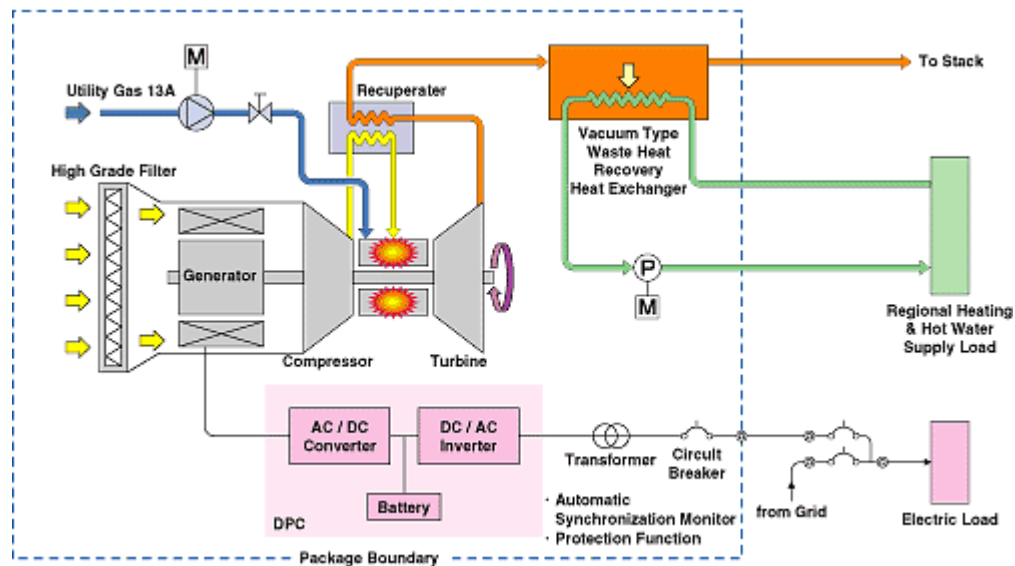 M
Utility Gas 13A
Recuperater
To Stack
Vacuum Type
Waste Heat
Recovery
Heat Exchanger
High Grade Filter
Generator
P
M
Compressor
Turbine
Regional Heating
& Hot Water
Supply Load
AC / DC
Converter
DC / AC
Inverter
Transformer
Circuit
Breaker
Battery
DPC
· Automatic
Synchronization Monitor
· Protection Function
from Grid
Electric Load
Package Boundary